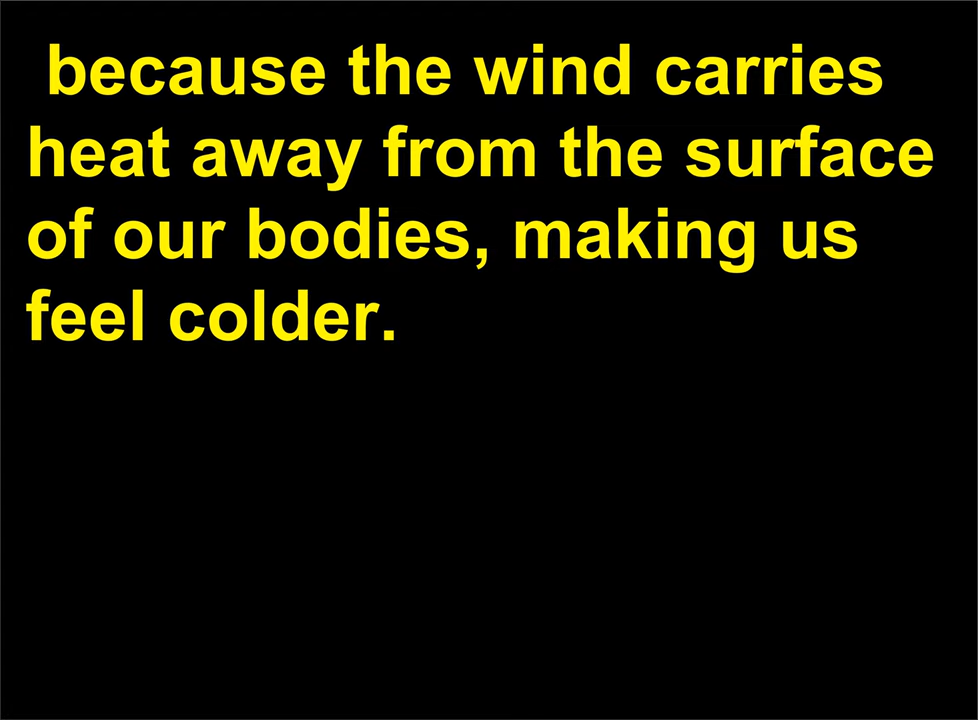 because the wind carries
heat away from the surface
of our bodies, making us
feel colder.